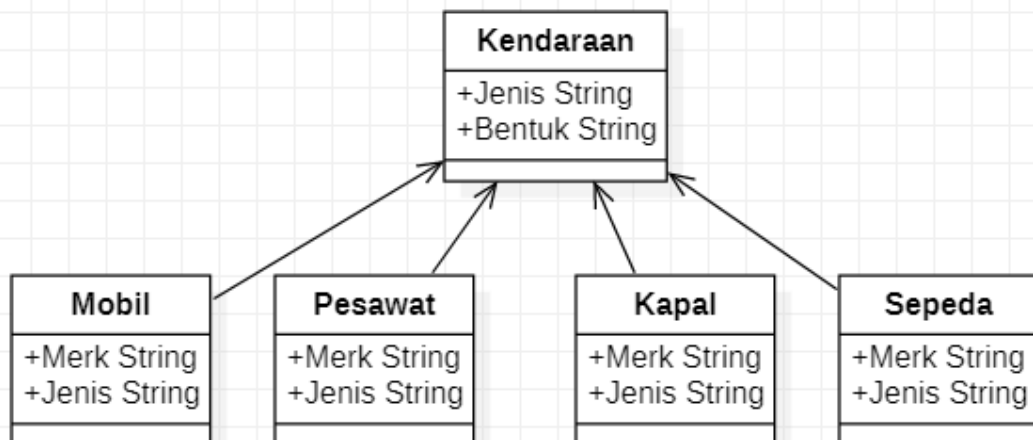 Kendaraan
+Jenis String
+Bentuk String
Mobil
+Merk String
+Jenis String
Pesawat
+Merk String
+Jenis String
Kapal
+Merk String
+Jenis String
Sepeda
+Merk String
+Jenis String